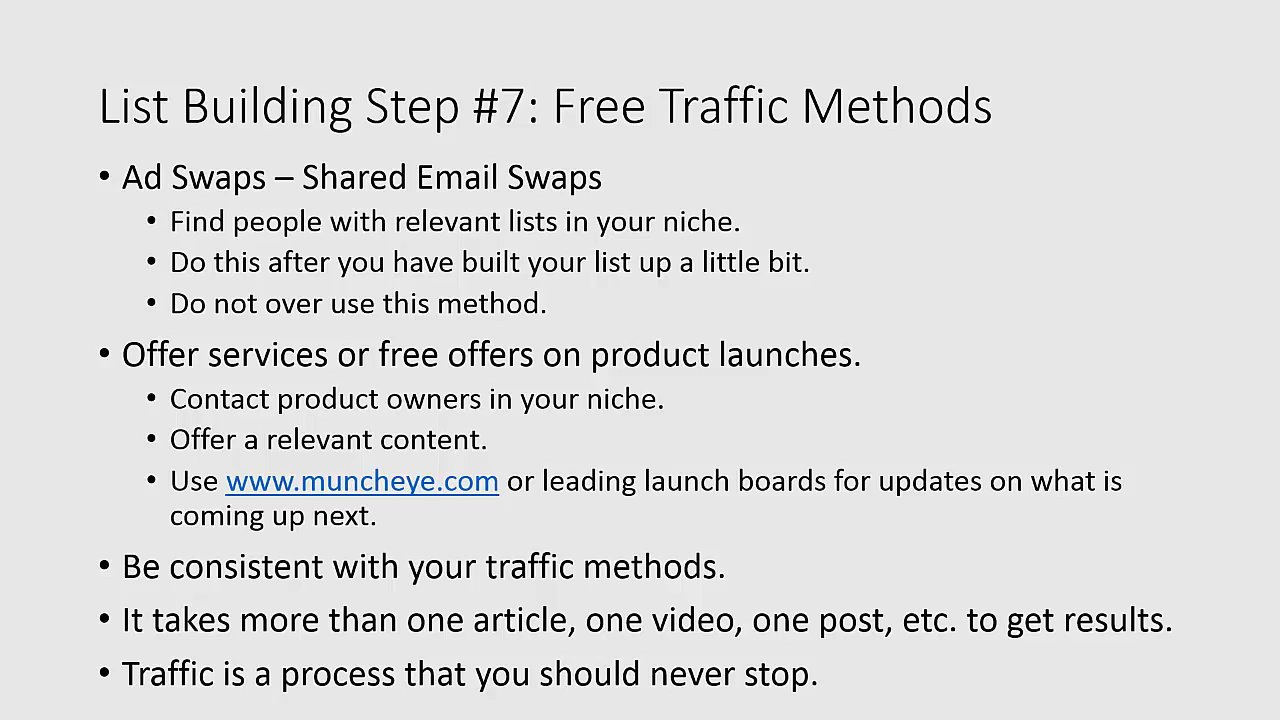 List Building Step #7: Free Traffic Methods
• Ad Swaps – Shared Email Swaps
• Find people with relevant lists in your niche.
• Do this after you have built your list up a little bit.
• Do not over use this method.
• Offer services or free offers on product launches.
• Contact product owners in your niche.
• Offer a relevant content.
• Use www.muncheye.com or leading launch boards for updates on what is
coming up next.
• Be consistent with your traffic methods.
• It takes more than one article, one video, one post, etc. to get results.
• Traffic is a process that you should never stop.